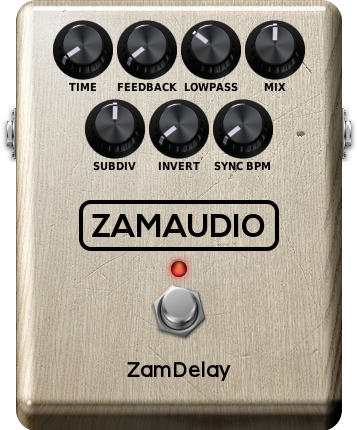 TIME FEEDBACK LOWPASS MIX
SUBDIV INVERT SYNC BPM
ZAMAUDIO
ZamDelay